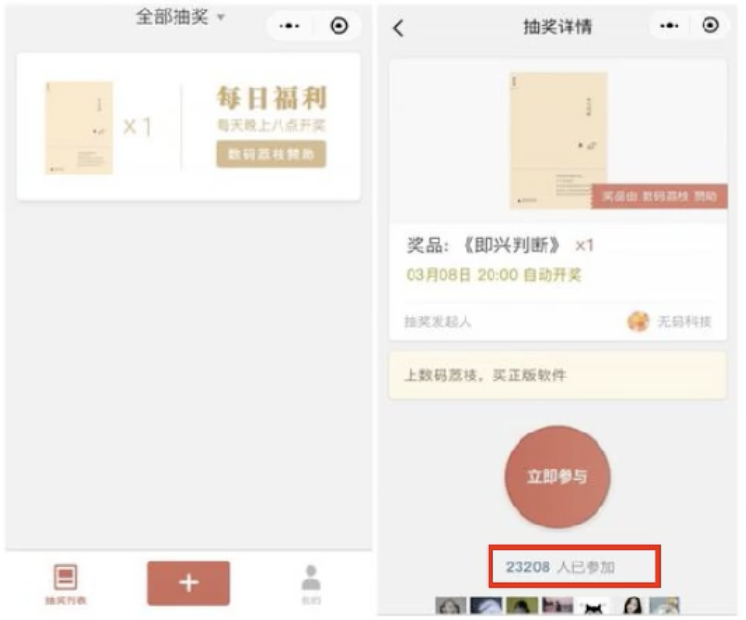 全部抽奖
×1
每日福利
每天晚上八点开奖
数码荔枝赞助
抽奖列表
我的
抽奖详情
奖品由 数码荔枝 赞助
奖品：《即兴判断》 ×1
03月08日 20:00 自动开奖
抽奖发起人
无码科技
上数码荔枝，买正版软件
立即参与
23208 人已参加